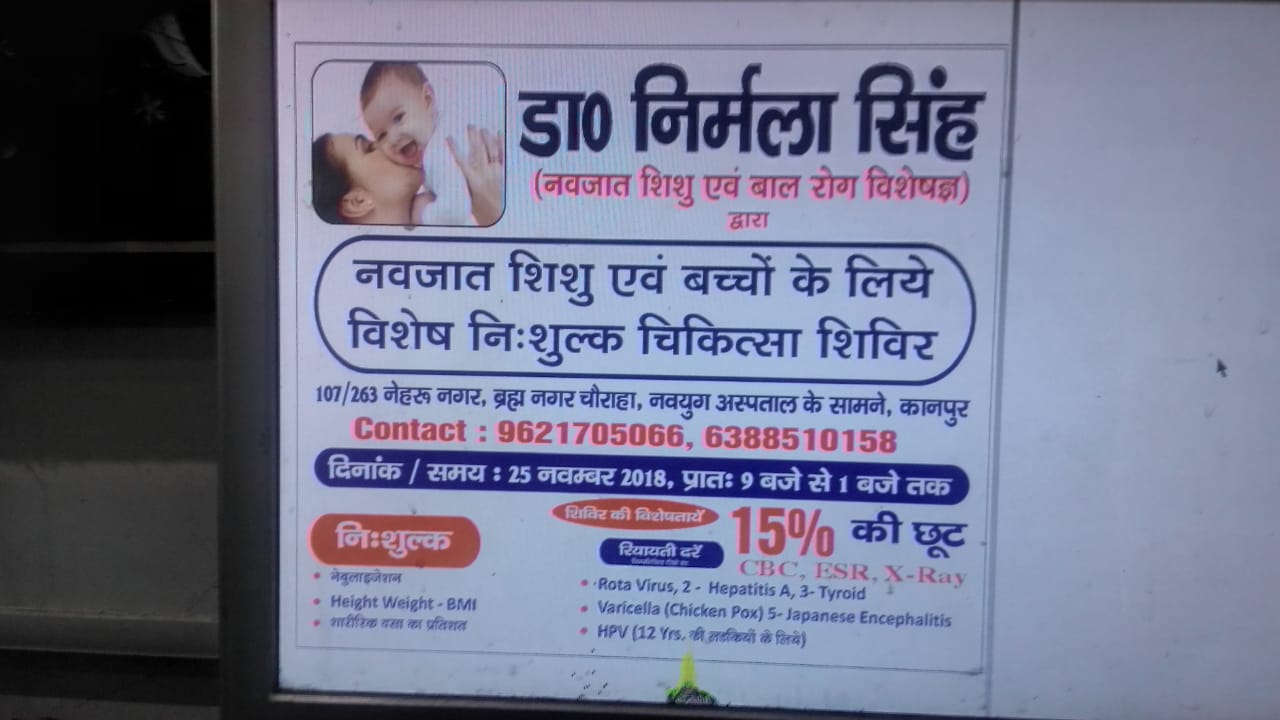 डा० निर्मला सिंह
(नवजात शिशु एवं बाल रोग विशेषज्ञ)
द्वारा
नवजात शिशु एवं बच्चों के लिये
विशेष निःशुल्क चिकित्सा शिविर
107/263 नेहरू नगर, ब्रह्म नगर चौराहा, नवयुग अस्पताल के सामने, कानपुर
Contact : 9621705066, 6388510158
दिनांक / समय : 25 नवम्बर 2018, प्रातः 9 बजे से 1 बजे तक
निःशुल्क
• नेबुलाइजेशन
• Height Weight - BMI
• शारीरिक वसा का प्रतिशत
शिविर की विशेषतायें
रियायती दरें
15% की छूट
CBC, ESR, X-Ray
• Rota Virus, 2 - Hepatitis A, 3- Tyroid
• Varicella (Chicken Pox) 5- Japanese Encephalitis
• HPV (12 Yrs. की लडकियों के लिये)